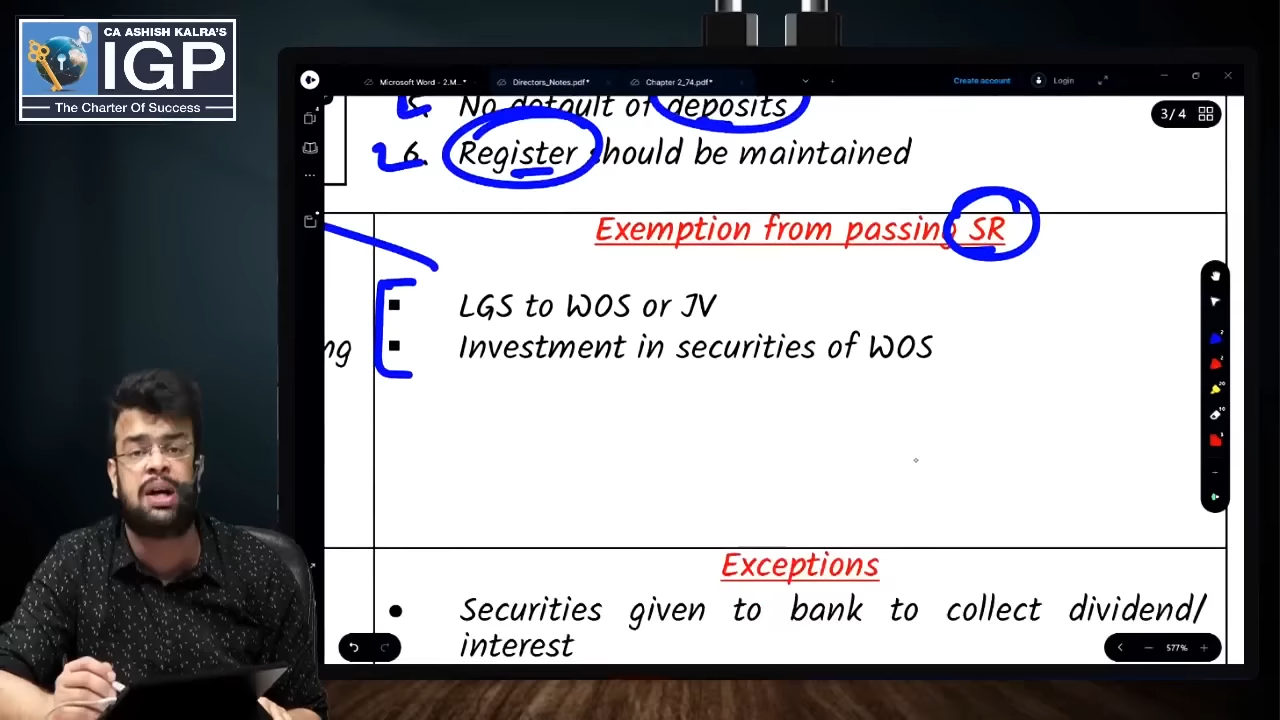 CA ASHISH KALRA'S
IGP
The Charter Of Success
Microsoft Word - 2.M...*
Directors_Notes.pdf*
Chapter 2_74.pdf*
Create account
Login
5. No default of deposits
3/4
6. Register should be maintained
Exemption from passing SR
LGS to WOS or JV
ng
Investment in securities of WOS
Exceptions
Securities given to bank to collect dividend/
interest
577%